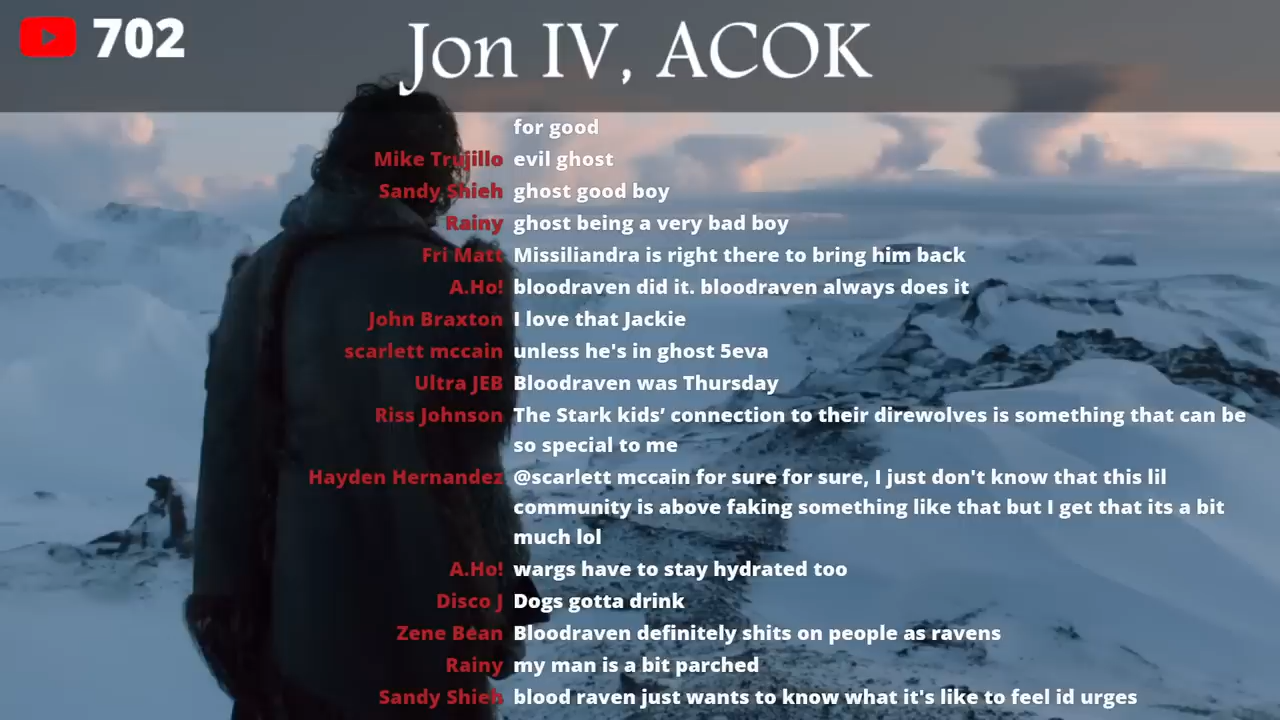 702
Jon IV, ACOK
for good
Mike Trujillo evil ghost
Sandy Shieh ghost good boy
Rainy ghost being a very bad boy
Fri Matt Missiliandra is right there to bring him back
A.Ho! bloodraven did it. bloodraven always does it
John Braxton I love that Jackie
scarlett mccain unless he's in ghost 5eva
Ultra JEB Bloodraven was Thursday
Riss Johnson The Stark kids’ connection to their direwolves is something that can be
so special to me
Hayden Hernandez @scarlett mccain for sure for sure, I just don't know that this lil
community is above faking something like that but I get that its a bit
much lol
A.Ho! wargs have to stay hydrated too
Disco J Dogs gotta drink
Zene Bean Bloodraven definitely shits on people as ravens
Rainy my man is a bit parched
Sandy Shieh blood raven just wants to know what it's like to feel id urges